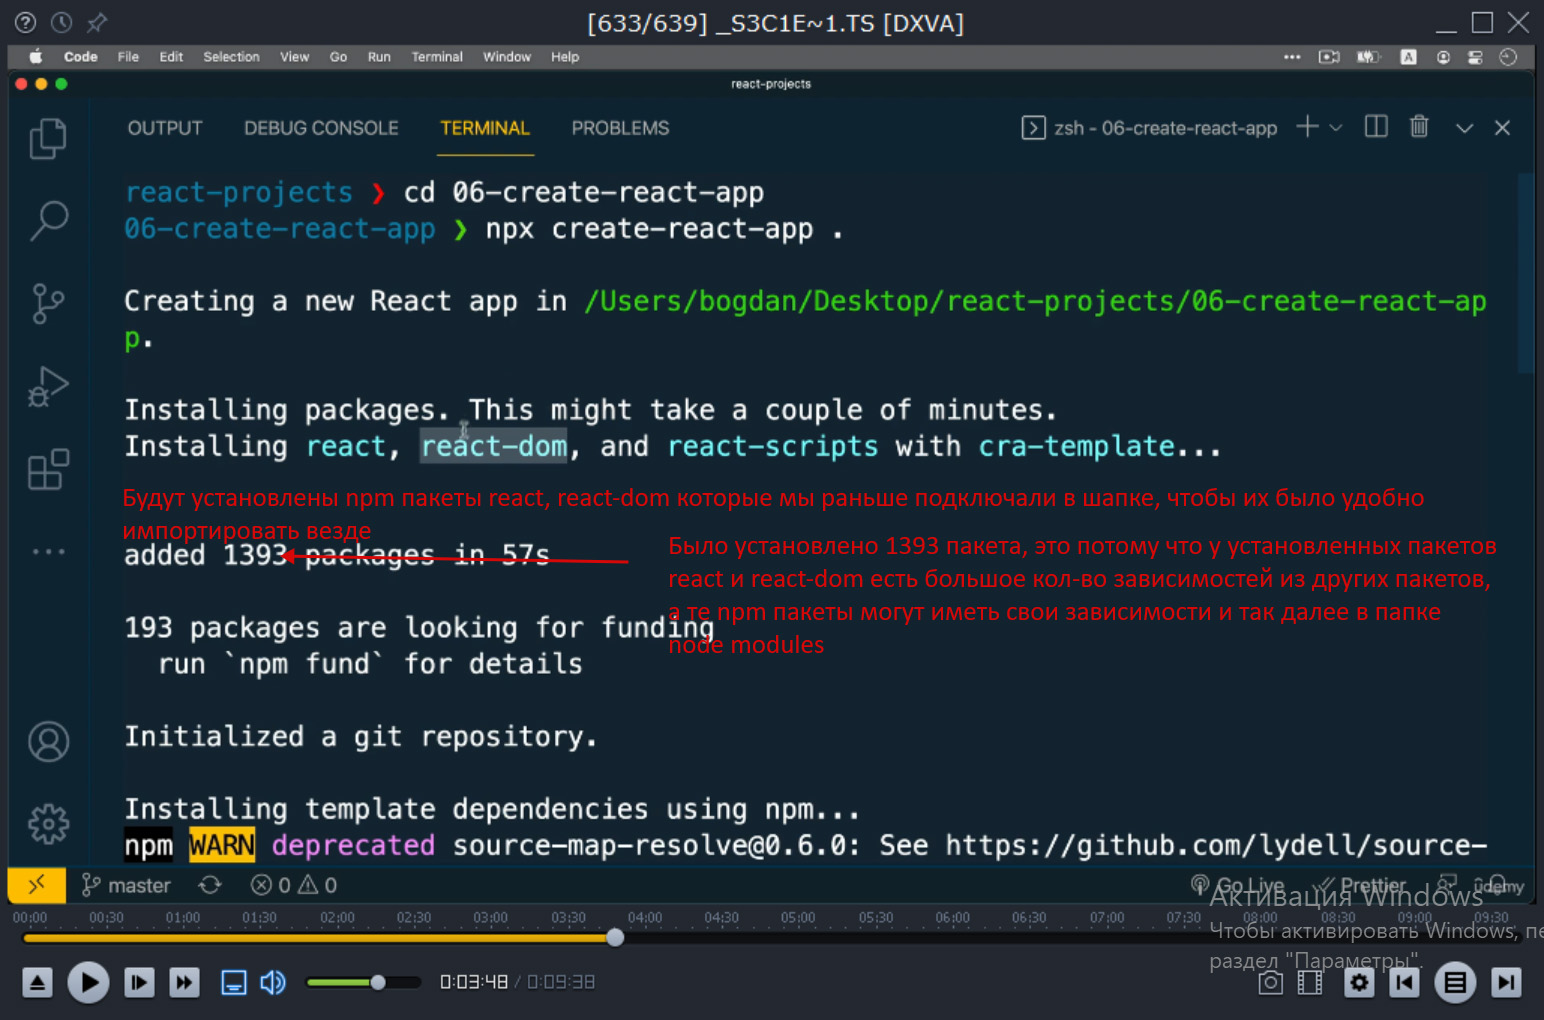 [633/639] _S3C1E~1.TS [DXVA]
Code File Edit Selection View Go Run Terminal Window Help
A
react-projects
OUTPUT DEBUG CONSOLE TERMINAL PROBLEMS zsh - 06-create-react-app
react-projects ❯ cd 06-create-react-app
06-create-react-app ❯ npx create-react-app .
Creating a new React app in /Users/bogdan/Desktop/react-projects/06-create-react-ap
p.
Installing packages. This might take a couple of minutes.
Installing react, react-dom, and react-scripts with cra-template...
Будут установлены npm пакеты react, react-dom которые мы раньше подключали в шапке, чтобы их было удобно
импортировать везде
added 1393 packages in 57s
Было установлено 1393 пакета, это потому что у установленных пакетов
react и react-dom есть большое кол-во зависимостей из других пакетов,
а те npm пакеты могут иметь свои зависимости и так далее в папке
node modules
193 packages are looking for funding
run `npm fund` for details
Initialized a git repository.
Installing template dependencies using npm...
npm WARN deprecated source-map-resolve@0.6.0: See https://github.com/lydell/source-
master 0 0 Go Live Prettier udemy
Активация Windows
Чтобы активировать Windows, пе
раздел "Параметры".
00:00 00:30 01:00 01:30 02:00 02:30 03:00 03:30 04:00 04:30 05:00 05:30 06:00 06:30 07:00 07:30 08:00 08:30 09:00 09:30
0:03:48 / 0:09:38